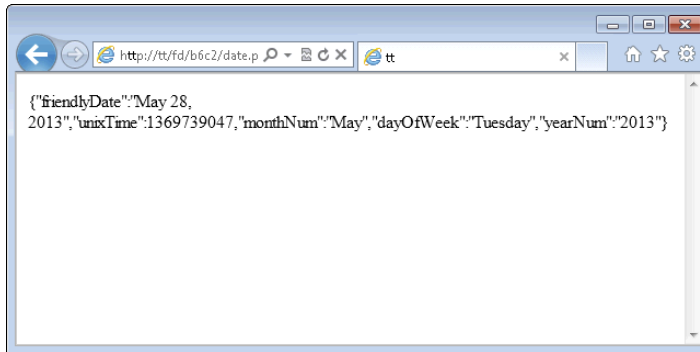 http://tt/fd/b6c2/date.p
tt
{"friendlyDate":"May 28,
2013","unixTime":1369739047,"monthNum":"May","dayOfWeek":"Tuesday","yearNum":"2013"}